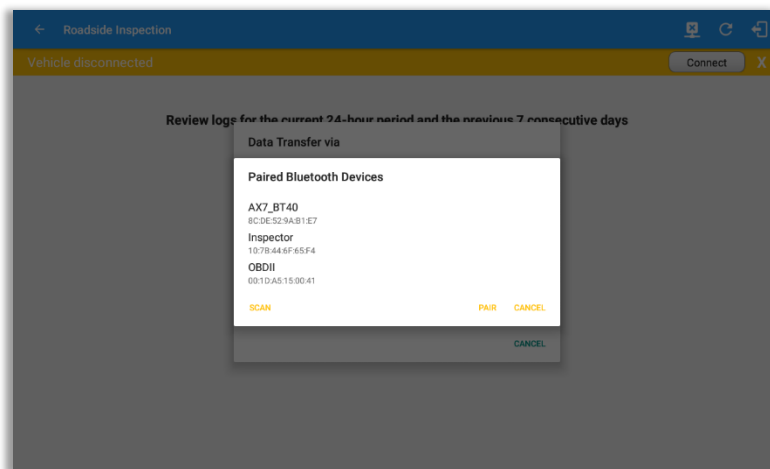 Roadside Inspection
Vehicle disconnected
Connect
X
Review logs for the current 24-hour period and the previous 7 consecutive days
Data Transfer via
Paired Bluetooth Devices
AX7_BT40
8C:DE:52:9A:B1:E7
Inspector
10:7B:44:6F:65:F4
OBDII
00:1D:A5:15:00:41
SCAN
PAIR
CANCEL
CANCEL